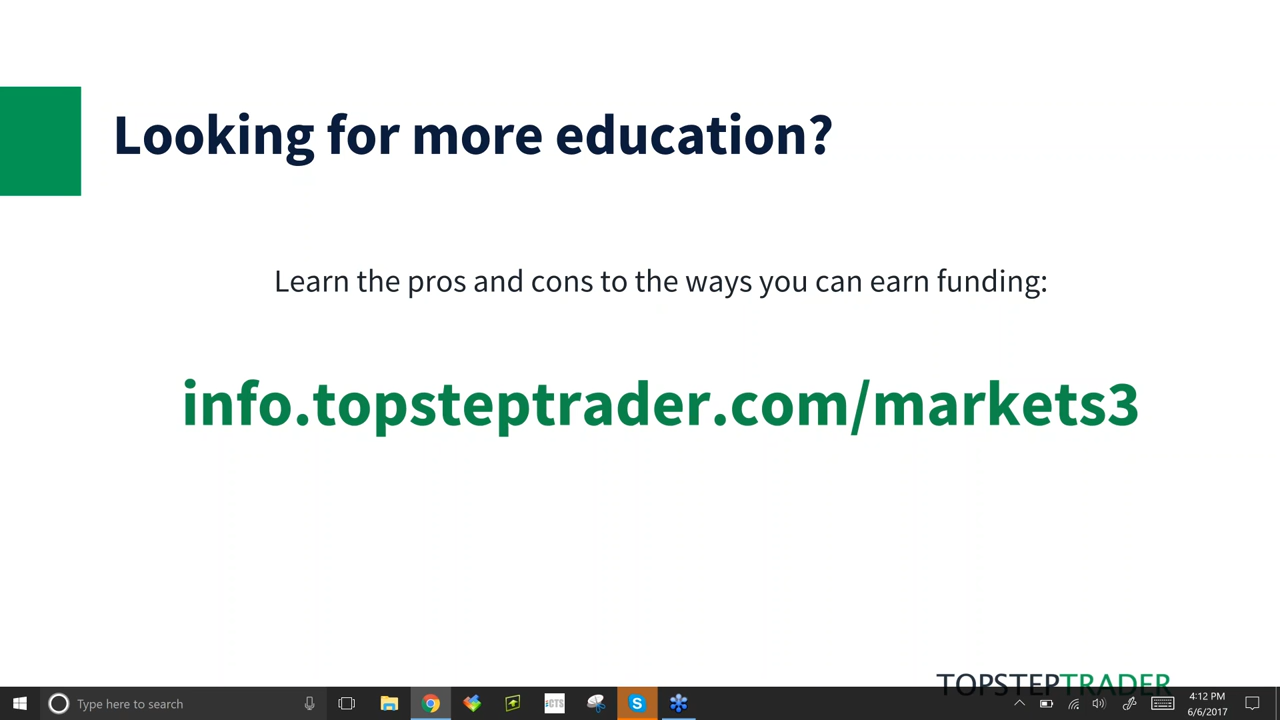 Looking for more education?
Learn the pros and cons to the ways you can earn funding:
info.topsteptrader.com/markets3
TOPSTEPTRADER
Type here to search
CTS
S
4:12 PM
6/6/2017